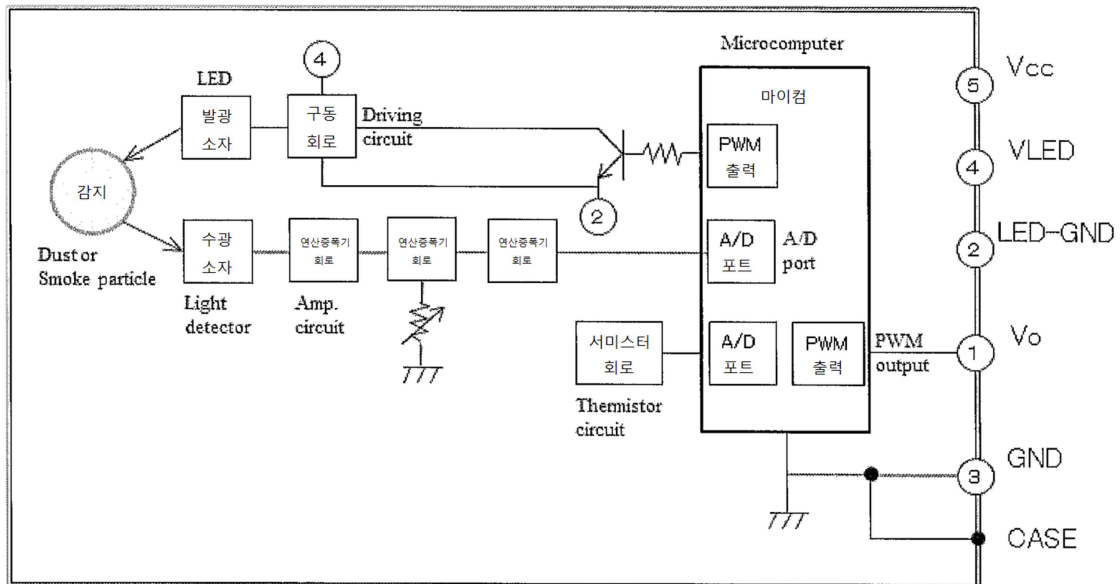 Microcomputer
마이컴
Vcc
5
4
LED
발광
소자
구동
회로
Driving
circuit
PWM
출력
VLED
4
감지
2
LED-GND
2
Dust or
Smoke particle
수광
소자
Light
detector
연산증폭기
회로
Amp.
circuit
연산증폭기
회로
연산증폭기
회로
A/D
포트
A/D
port
서미스터
회로
Thermistor
circuit
A/D
포트
PWM
출력
PWM
output
Vo
1
GND
3
CASE